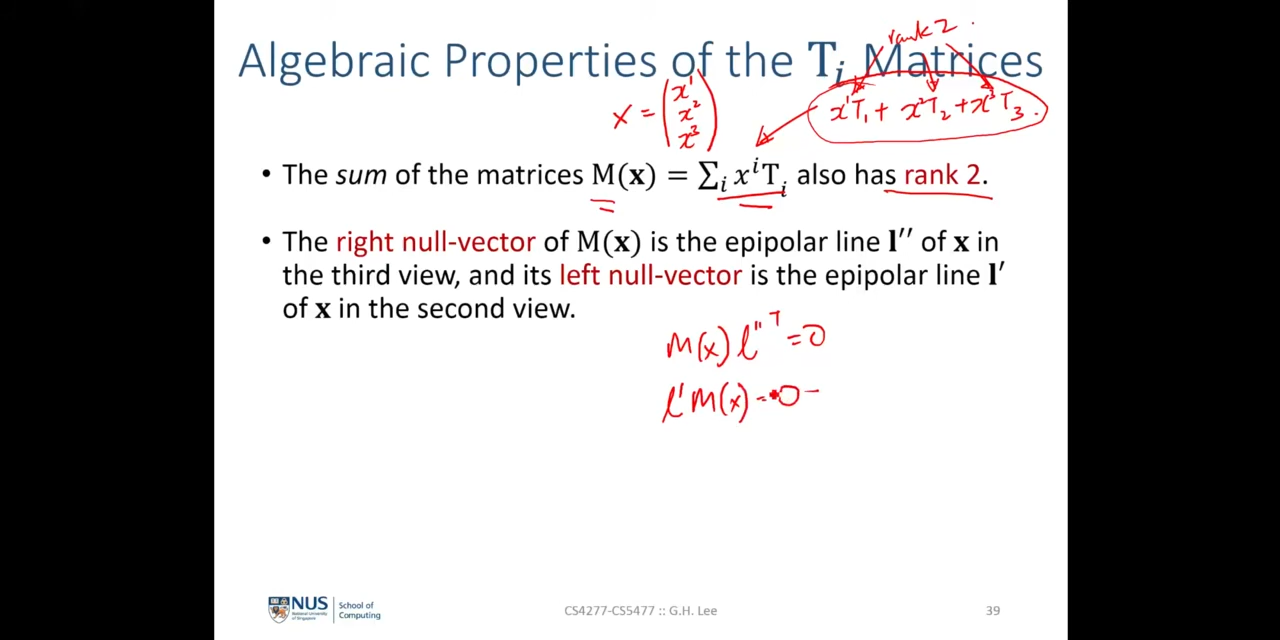 rank 2.
Algebraic Properties of the Tᵢ Matrices
x = (x¹ x² x³)
x¹T₁ + x²T₂ + x³T₃.
• The sum of the matrices M(𝐱) = ∑ᵢ xⁱTᵢ also has rank 2.
• The right null-vector of M(𝐱) is the epipolar line 𝐥′′ of 𝐱 in
the third view, and its left null-vector is the epipolar line 𝐥′
of 𝐱 in the second view.
M(x) l″ᵀ = 0
l′ M(x) = 0
NUS
National University
of Singapore
School of
Computing
CS4277-CS5477 :: G.H. Lee
39